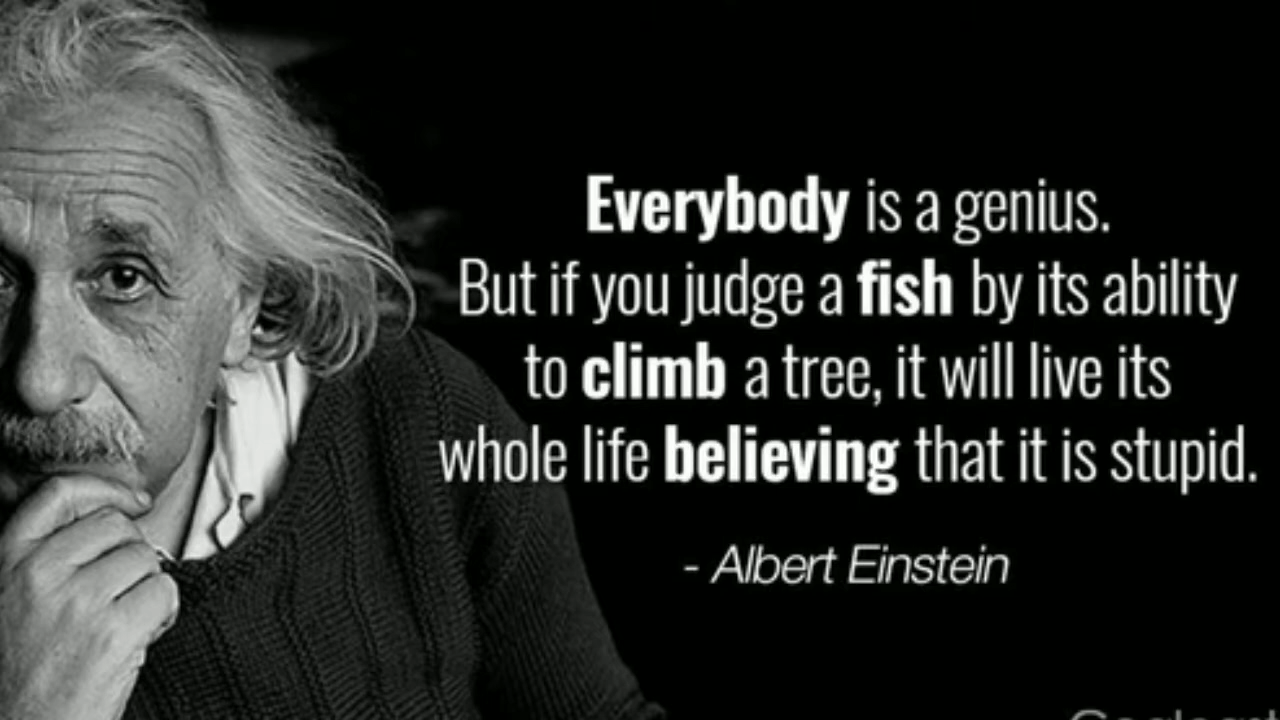 Everybody is a genius.
But if you judge a fish by its ability
to climb a tree, it will live its
whole life believing that it is stupid.
- Albert Einstein